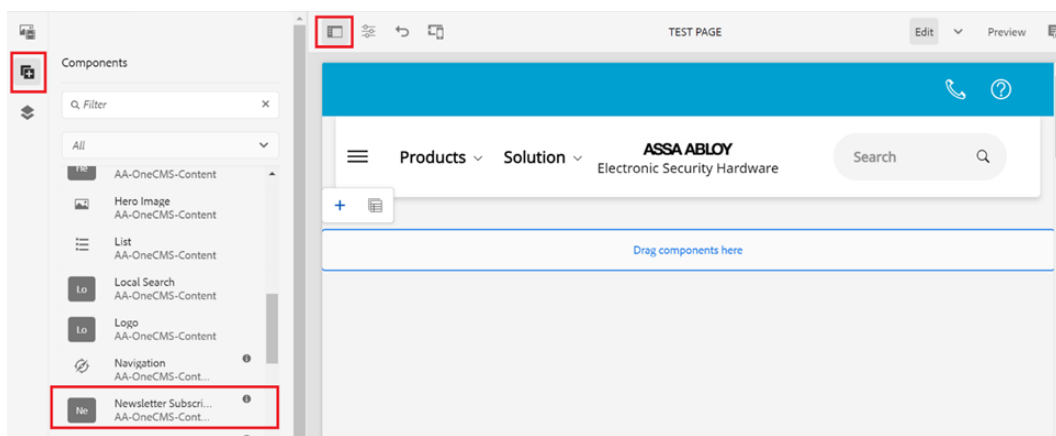 TEST PAGE
Edit
Preview
Components
Filter
All
AA-OneCMS-Content
Hero Image
AA-OneCMS-Content
List
AA-OneCMS-Content
Lo
Local Search
AA-OneCMS-Content
Lo
Logo
AA-OneCMS-Content
Navigation
AA-OneCMS-Cont...
Ne
Newsletter Subscri...
AA-OneCMS-Cont...
Products
Solution
ASSA ABLOY
Electronic Security Hardware
Search
Drag components here